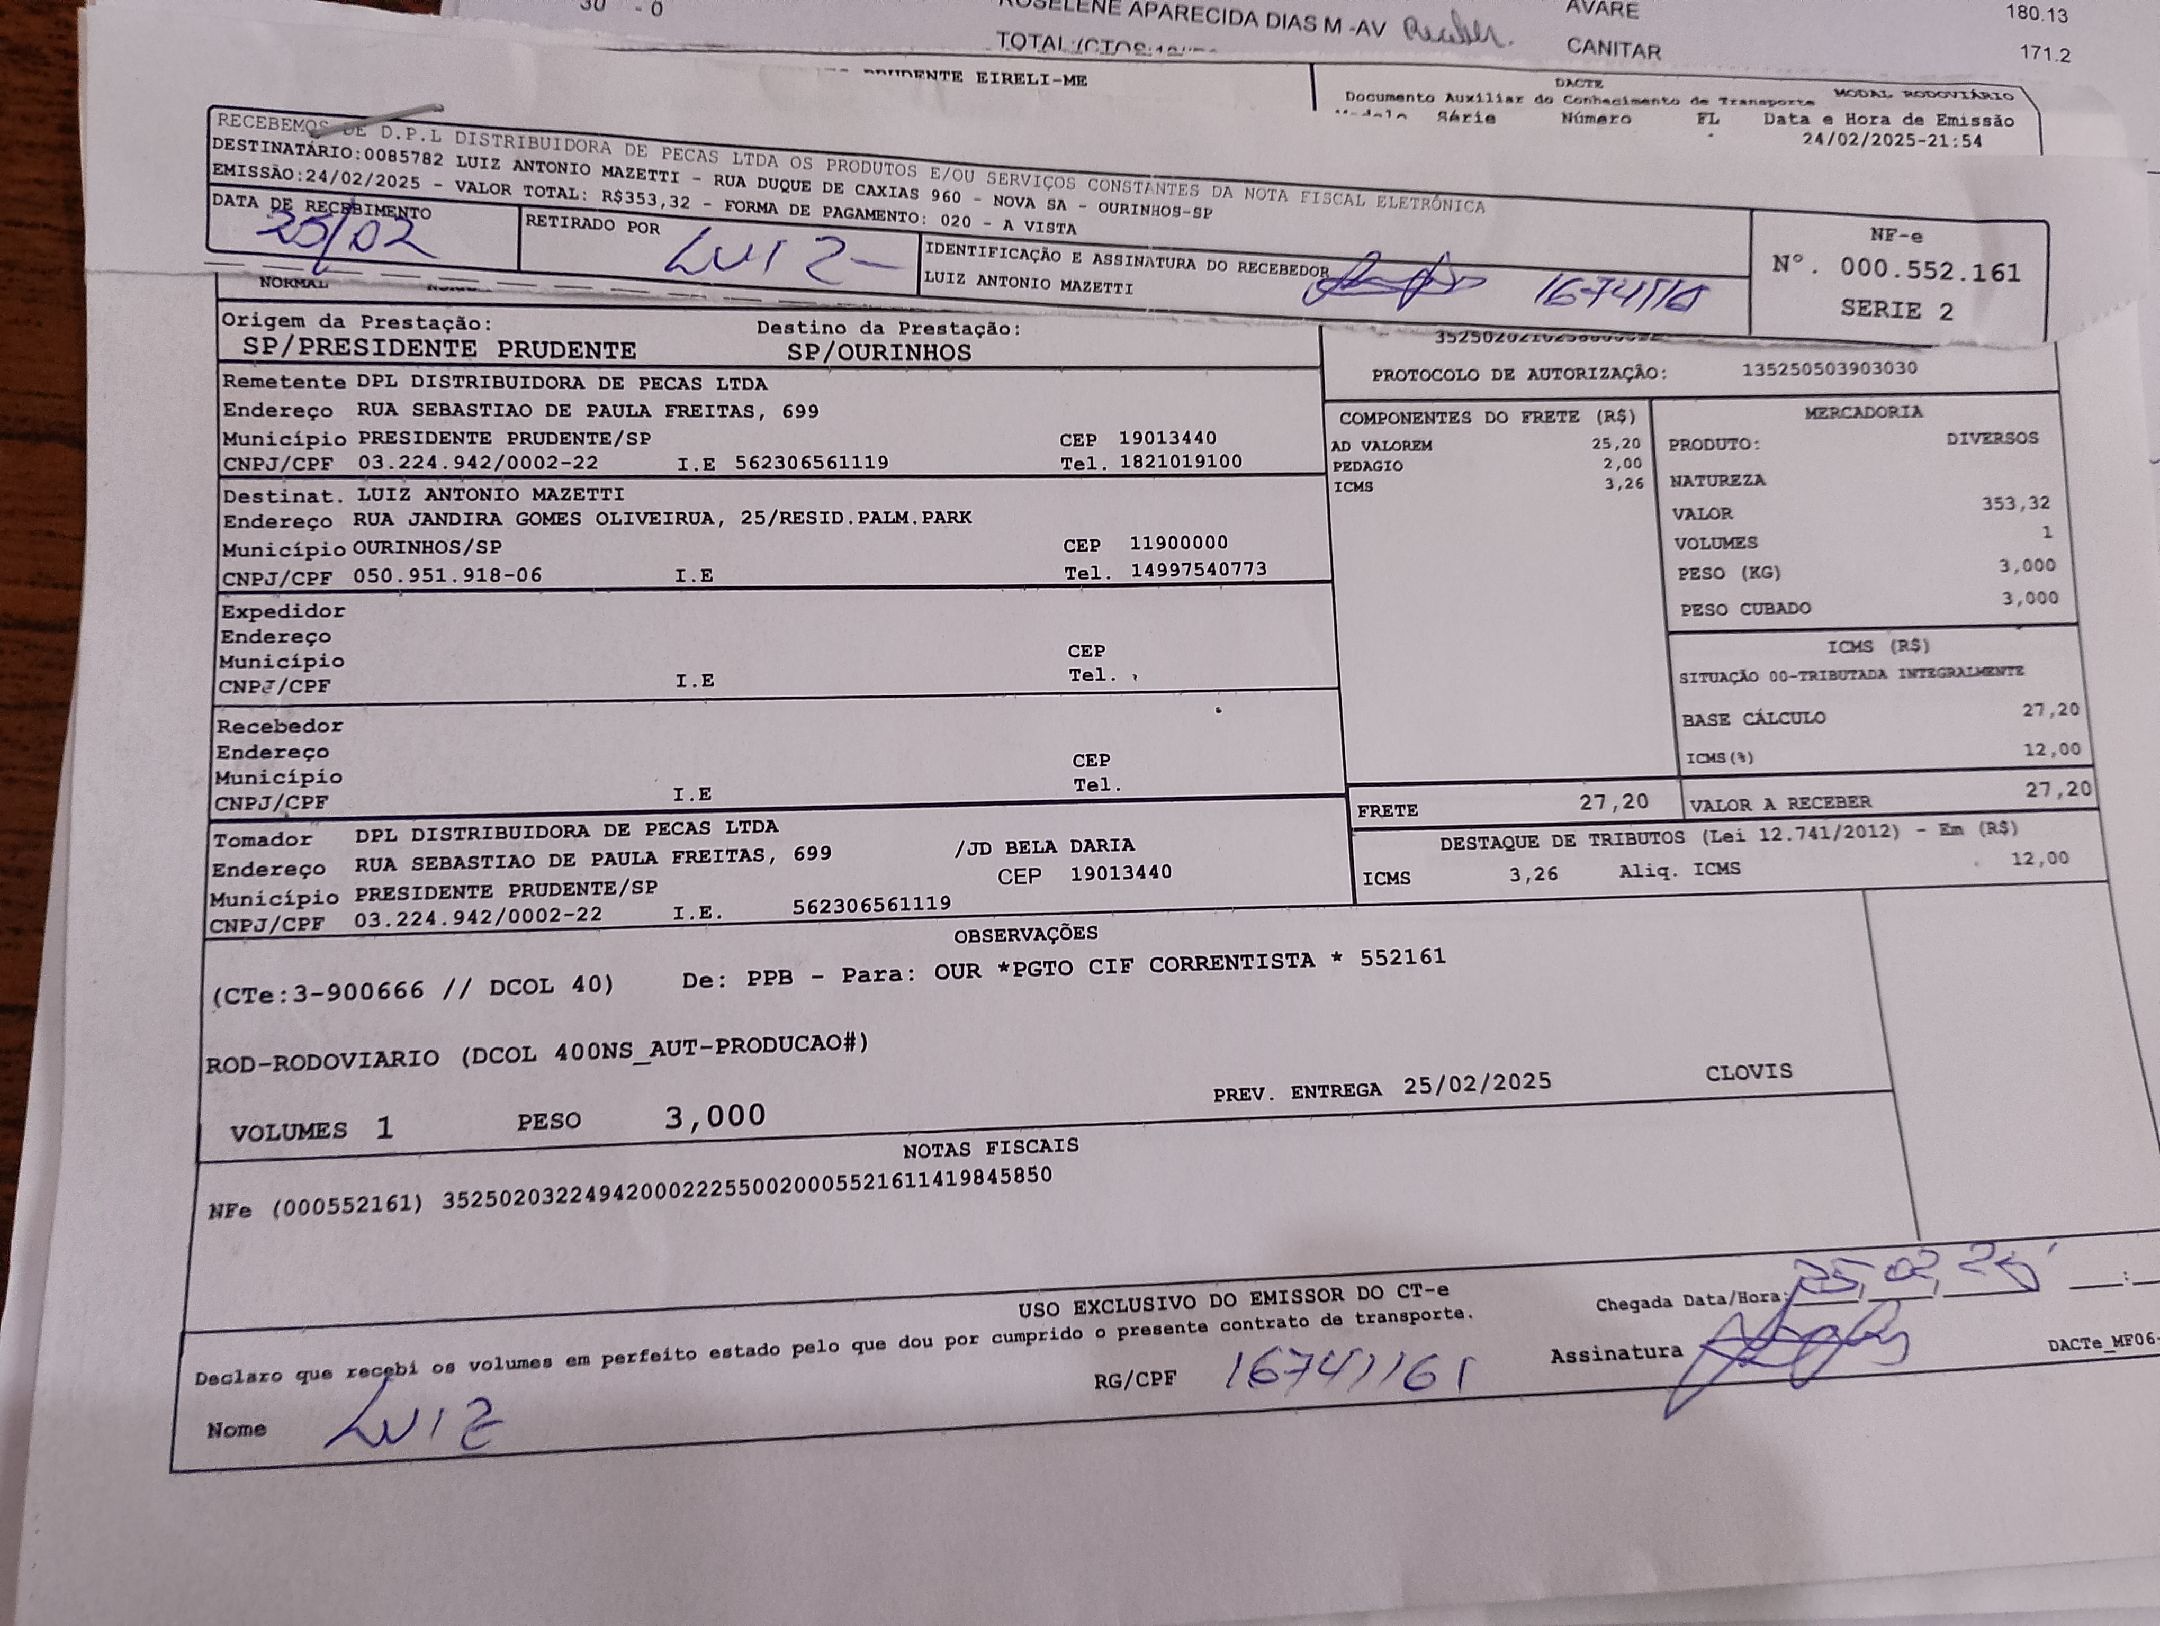 30 - 0
ROSELENE APARECIDA DIAS M -AV Receber. AVARE 180.13
CANITAR 171.2
PRUDENTE EIRELI-ME
DACTE
Documento Auxiliar do Conhecimento de Transporte MODAL RODOVIÁRIO
Modelo Série Número FL Data e Hora de Emissão
24/02/2025-21:54
RECEBEMOS DE D.P.L DISTRIBUIDORA DE PECAS LTDA OS PRODUTOS E/OU SERVIÇOS CONSTANTES DA NOTA FISCAL ELETRÔNICA
DESTINATÁRIO:0085782 LUIZ ANTONIO MAZETTI - RUA DUQUE DE CAXIAS 960 - NOVA SA - OURINHOS-SP
EMISSÃO:24/02/2025 - VALOR TOTAL: R$353,32 - FORMA DE PAGAMENTO: 020 - A VISTA
DATA DE RECEBIMENTO
25/02
RETIRADO POR
LUIZ
IDENTIFICAÇÃO E ASSINATURA DO RECEBEDOR
LUIZ ANTONIO MAZETTI
NF-e
Nº. 000.552.161
SERIE 2
NORMAL
Origem da Prestação: Destino da Prestação:
SP/PRESIDENTE PRUDENTE SP/OURINHOS
PROTOCOLO DE AUTORIZAÇÃO: 135250503903030
Remetente DPL DISTRIBUIDORA DE PECAS LTDA
Endereço RUA SEBASTIAO DE PAULA FREITAS, 699
Município PRESIDENTE PRUDENTE/SP CEP 19013440
CNPJ/CPF 03.224.942/0002-22 I.E 562306561119 Tel. 1821019100
Destinat. LUIZ ANTONIO MAZETTI
Endereço RUA JANDIRA GOMES OLIVEIRUA, 25/RESID.PALM.PARK
Município OURINHOS/SP CEP 11900000
CNPJ/CPF 050.951.918-06 I.E Tel. 14997540773
Expedidor
Endereço
Município CEP
CNPJ/CPF I.E Tel.
Recebedor
Endereço
Município CEP
CNPJ/CPF I.E Tel.
Tomador DPL DISTRIBUIDORA DE PECAS LTDA
Endereço RUA SEBASTIAO DE PAULA FREITAS, 699 /JD BELA DARIA
Município PRESIDENTE PRUDENTE/SP CEP 19013440
CNPJ/CPF 03.224.942/0002-22 I.E. 562306561119
COMPONENTES DO FRETE (R$)
AD VALOREM 25,20
PEDAGIO 2,00
ICMS 3,26
MERCADORIA
PRODUTO: DIVERSOS
NATUREZA
VALOR 353,32
VOLUMES 1
PESO (KG) 3,000
PESO CUBADO 3,000
ICMS (R$)
SITUAÇÃO 00-TRIBUTADA INTEGRALMENTE
BASE CÁLCULO 27,20
ICMS(%) 12,00
FRETE 27,20 VALOR A RECEBER 27,20
DESTAQUE DE TRIBUTOS (Lei 12.741/2012) - Em (R$)
ICMS 3,26 Aliq. ICMS 12,00
OBSERVAÇÕES
(CTe:3-900666 // DCOL 40) De: PPB - Para: OUR *PGTO CIF CORRENTISTA * 552161
ROD-RODOVIARIO (DCOL 400NS_AUT-PRODUCAO#)
PREV. ENTREGA 25/02/2025 CLOVIS
VOLUMES 1 PESO 3,000
NOTAS FISCAIS
NFe (000552161) 35250203224942000222550020005521611419845850
USO EXCLUSIVO DO EMISSOR DO CT-e
Declaro que recebi os volumes em perfeito estado pelo que dou por cumprido o presente contrato de transporte.
Chegada Data/Hora: 25,02,25 :
Nome LUIZ RG/CPF 16741161 Assinatura
DACTe_MF06-